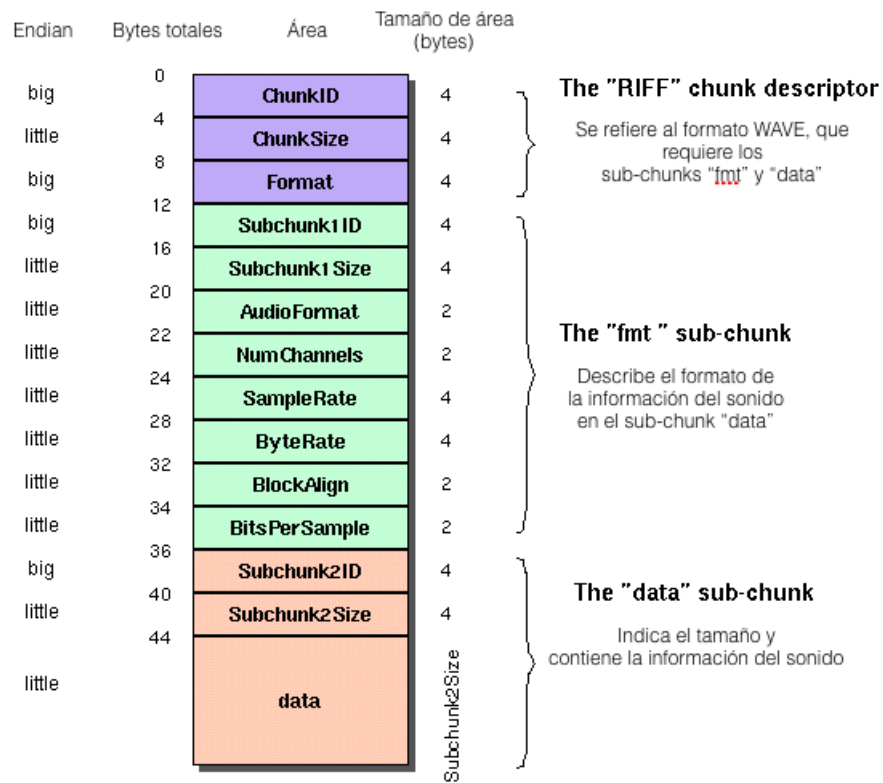 Endian Bytes totales Área Tamaño de área
(bytes)
0
big ChunkID 4
4
little ChunkSize 4
8
big Format 4
12
The "RIFF" chunk descriptor
Se refiere al formato WAVE, que
requiere los
sub-chunks “fmt” y “data”
big Subchunk1ID 4
16
little Subchunk1Size 4
20
little AudioFormat 2
22
little NumChannels 2
24
little SampleRate 4
28
little ByteRate 4
32
little BlockAlign 2
34
little BitsPerSample 2
36
The "fmt " sub-chunk
Describe el formato de
la información del sonido
en el sub-chunk “data”
big Subchunk2ID 4
40
little Subchunk2Size 4
44
little data Subchunk2Size
The "data" sub-chunk
Indica el tamaño y
contiene la información del sonido